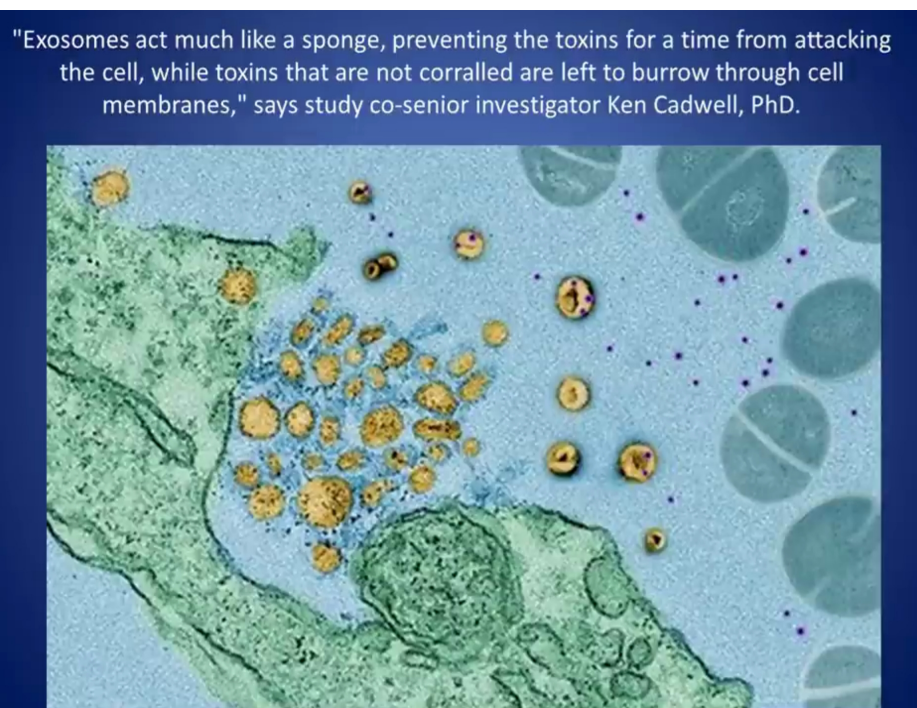 "Exosomes act much like a sponge, preventing the toxins for a time from attacking
the cell, while toxins that are not corralled are left to burrow through cell
membranes," says study co-senior investigator Ken Cadwell, PhD.